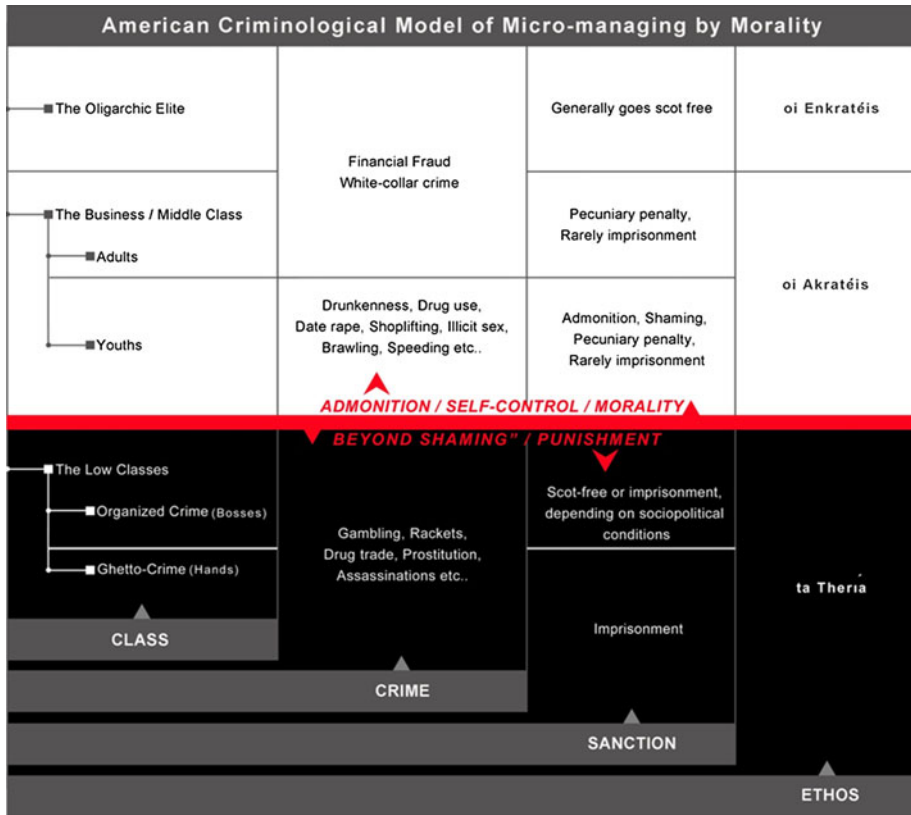 American Criminological Model of Micro-managing by Morality
The Oligarchic Elite
Financial Fraud
White-collar crime
Generally goes scot free
oi Enkratéis
The Business / Middle Class
Adults
Pecuniary penalty,
Rarely imprisonment
oi Akratéis
Youths
Drunkenness, Drug use,
Date rape, Shoplifting, Illicit sex,
Brawling, Speeding etc..
Admonition, Shaming,
Pecuniary penalty,
Rarely imprisonment
ADMONITION / SELF-CONTROL / MORALITY
BEYOND SHAMING" / PUNISHMENT
The Low Classes
Organized Crime (Bosses)
Ghetto-Crime (Hands)
Gambling, Rackets,
Drug trade, Prostitution,
Assassinations etc..
Scot-free or imprisonment,
depending on sociopolitical
conditions
Imprisonment
ta Theriá
CLASS
CRIME
SANCTION
ETHOS